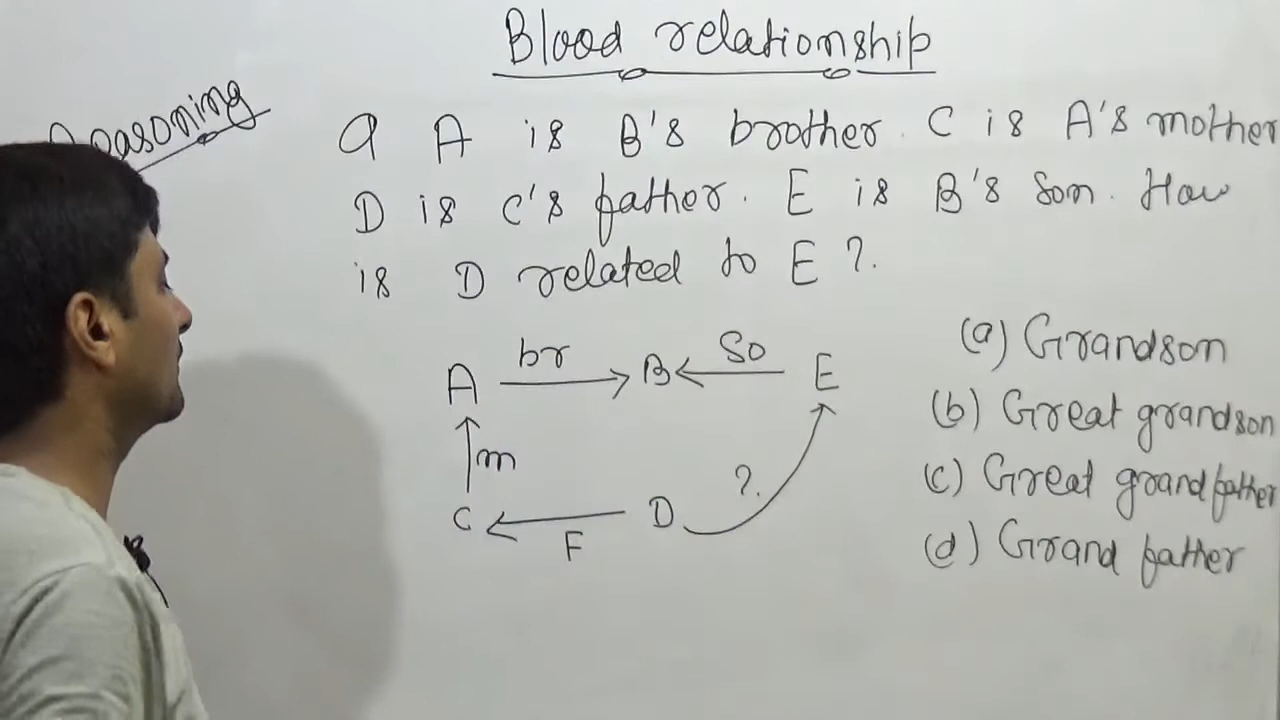 Blood relationship
Reasoning
Q A is B's brother. C is A's mother
D is C's father. E is B's Son. How
is D related to E ?.
A br B So E
m
C F D ?.
(a) Grandson
(b) Great grandson
(c) Great grandfather
(d) Grand father